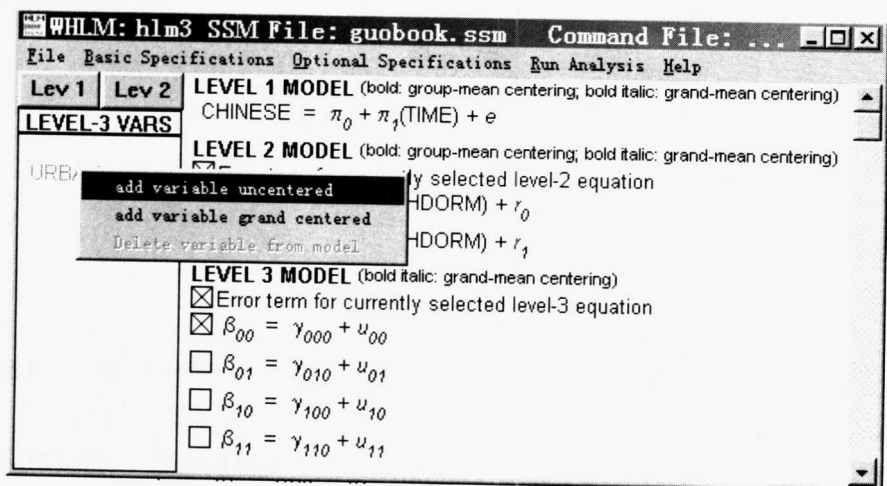 WHLM: hlm3 SSM File: guobook.ssm Command File: ...
File Basic Specifications Optional Specifications Run Analysis Help
Lev 1 Lev 2
LEVEL-3 VARS
LEVEL 1 MODEL (bold: group-mean centering; bold italic: grand-mean centering)
CHINESE = π₀ + π₁(TIME) + e
LEVEL 2 MODEL (bold: group-mean centering; bold italic: grand-mean centering)
ly selected level-2 equation
HDORM) + r₀
HDORM) + r₁
add variable uncentered
add variable grand centered
Delete variable from model
LEVEL 3 MODEL (bold italic: grand-mean centering)
Error term for currently selected level-3 equation
β₀₀ = γ₀₀₀ + u₀₀
β₀₁ = γ₀₁₀ + u₀₁
β₁₀ = γ₁₀₀ + u₁₀
β₁₁ = γ₁₁₀ + u₁₁